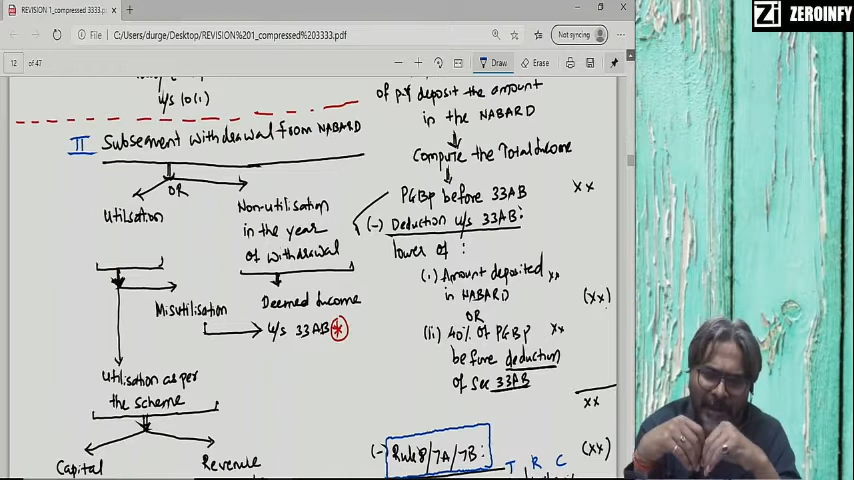 REVISION 1_compressed 3333.pdf
File
C:/Users/durge/Desktop/REVISION%201_compressed%203333.pdf
Not syncing
12 of 47
Draw
Erase
ZEROINFY
u/s 10(1)
II Subsequent withdrawal from NABARD
OR
Utilisation
Non-utilisation
in the year
of withdrawal
Misutilisation
Deemed Income
u/s 33AB *
Utilisation as per
the scheme
Capital
Revenue
of P.Y deposit the amount
in the NABARD
Compute the Total Income
PGBP before 33AB xx
(-) Deduction u/s 33AB:
lower of :
(i) Amount deposited xx
in NABARD (xx)
OR
(ii) 40% of PGBP xx
before deduction
of Sec 33AB
xx
(-) Rule 8/7A/7B: (xx)
T R C